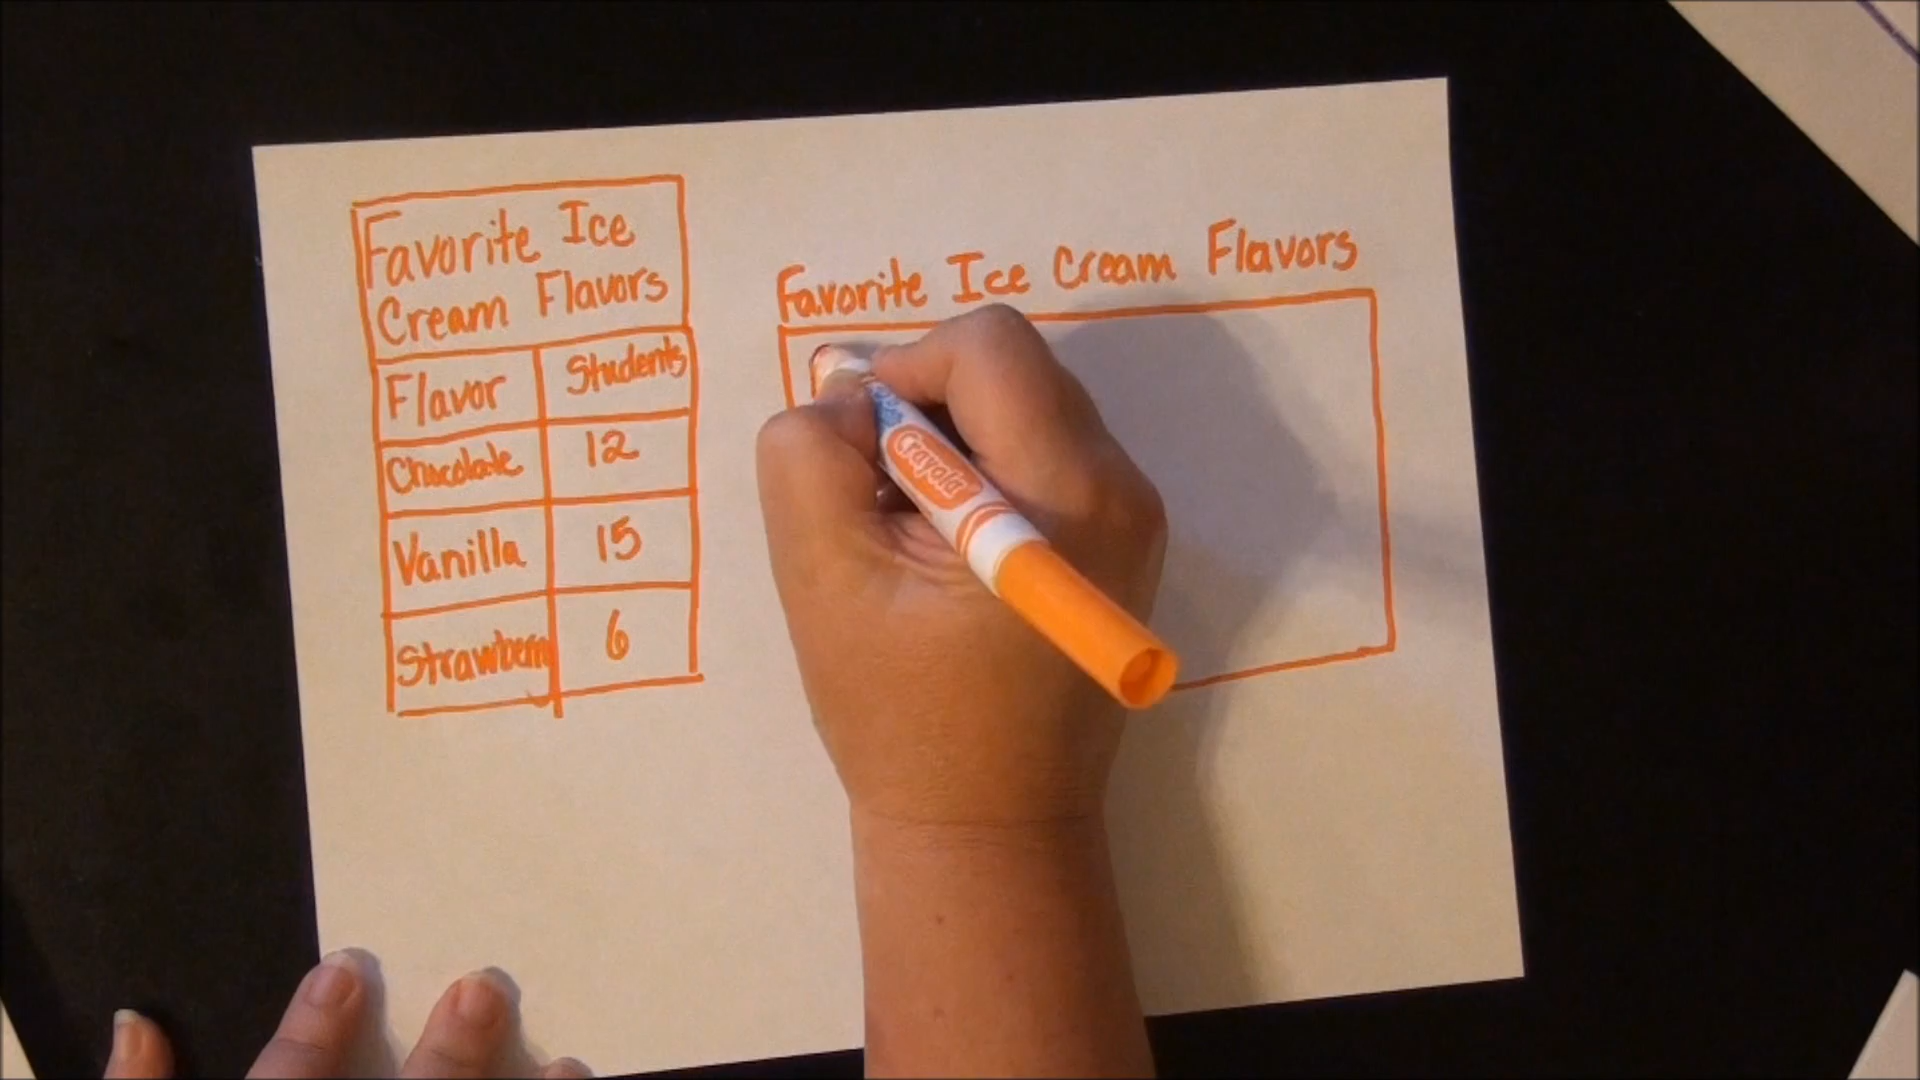 Favorite Ice
Cream Flavors
Flavor Students
Chocolate 12
Vanilla 15
Strawberry 6
Favorite Ice Cream Flavors
Crayola